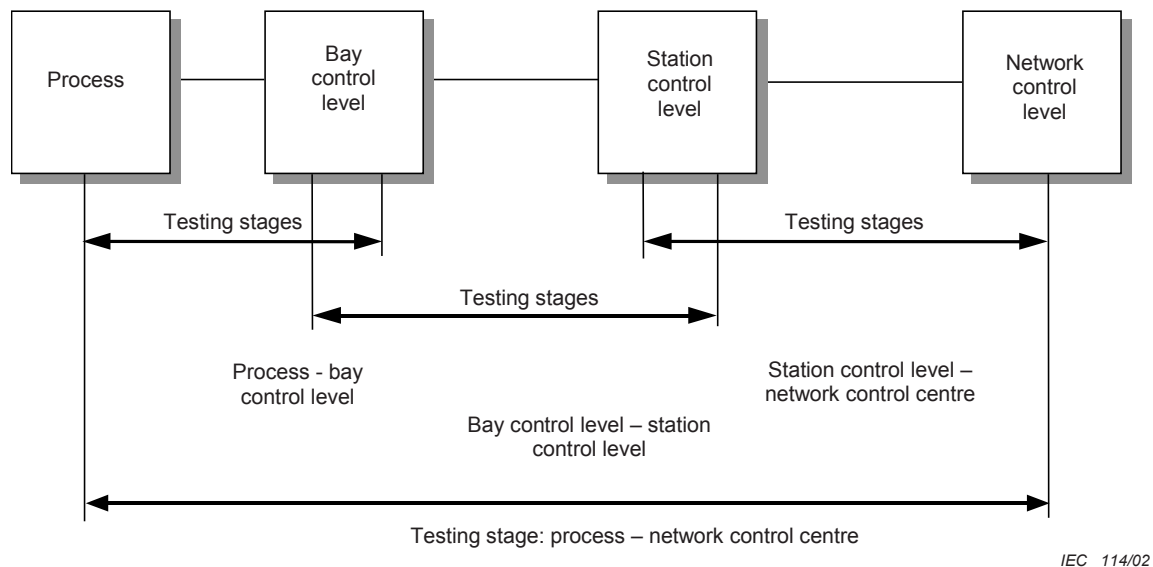 Process
Bay
control
level
Station
control
level
Network
control
level
Testing stages
Testing stages
Testing stages
Process - bay
control level
Station control level –
network control centre
Bay control level – station
control level
Testing stage: process – network control centre
IEC 114/02